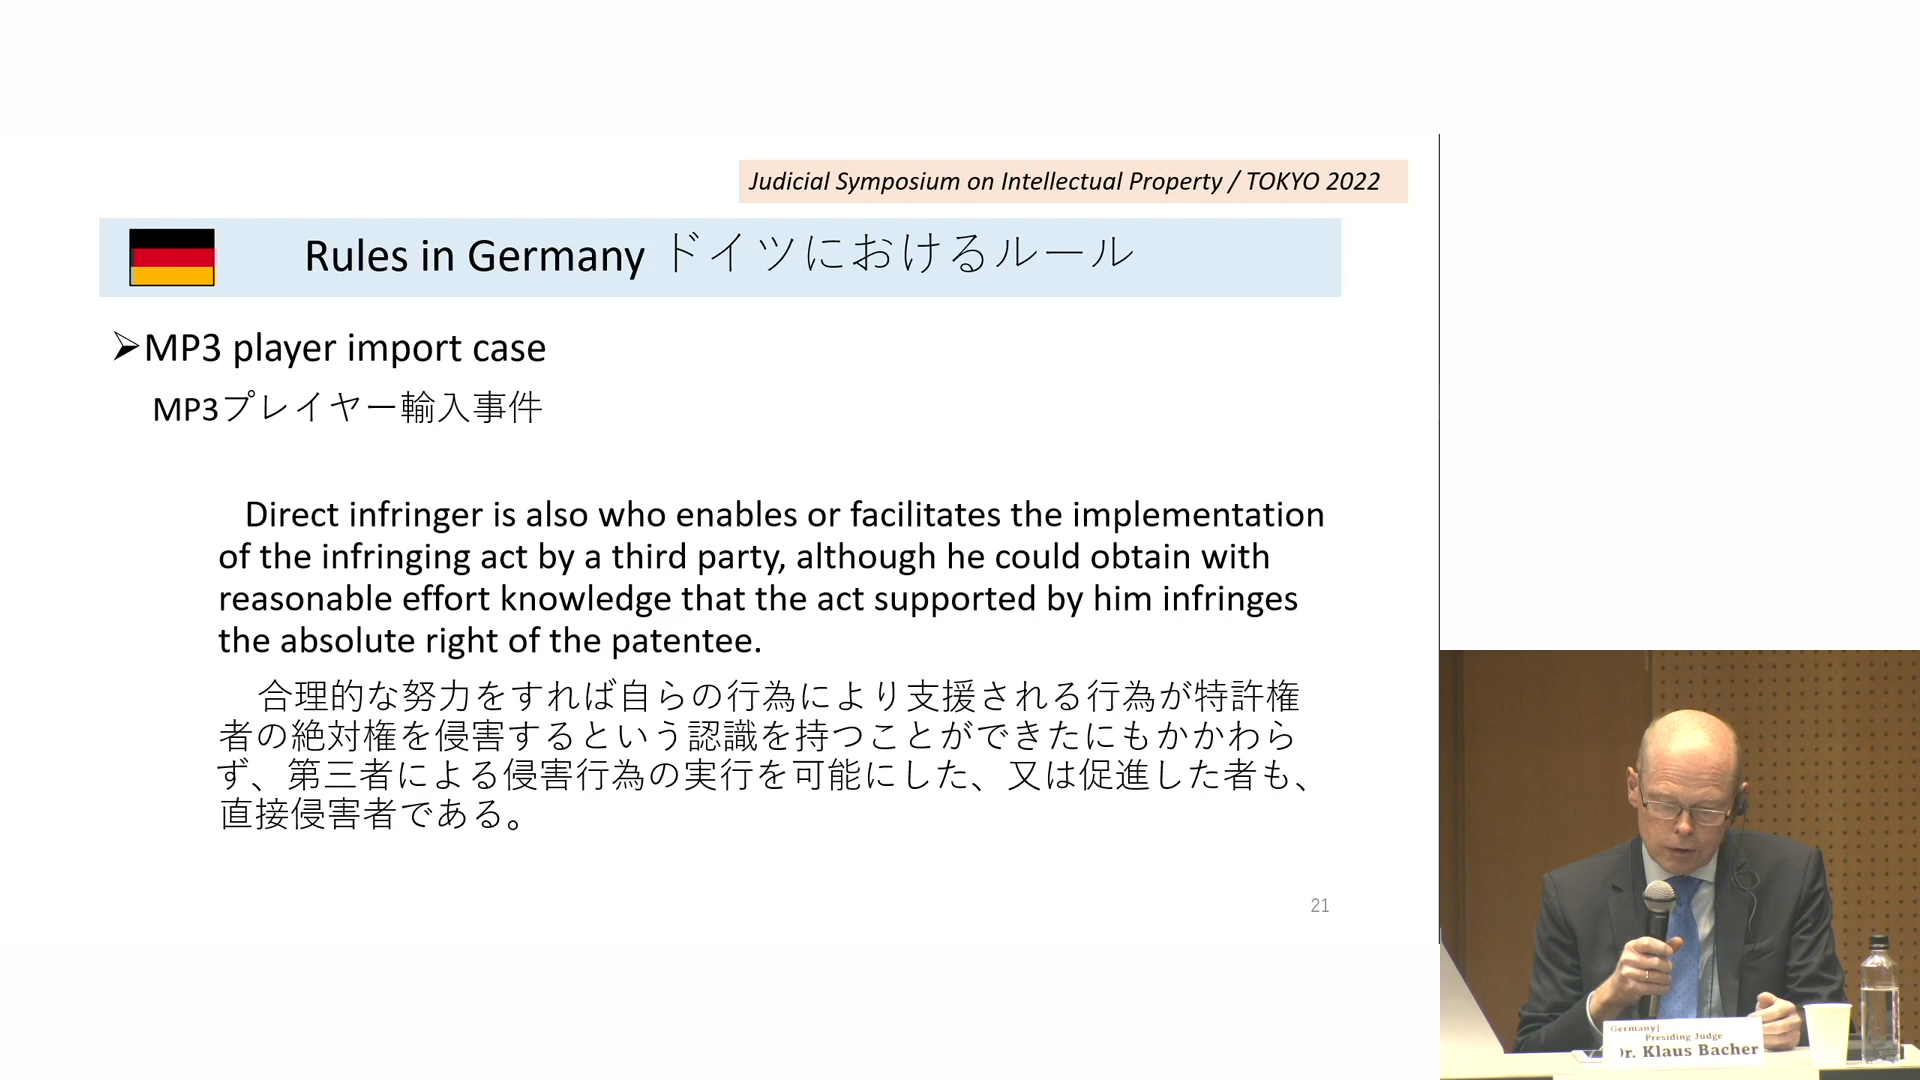 Judicial Symposium on Intellectual Property / TOKYO 2022
Rules in Germany ドイツにおけるルール
➢MP3 player import case
MP3プレイヤー輸入事件
Direct infringer is also who enables or facilitates the implementation
of the infringing act by a third party, although he could obtain with
reasonable effort knowledge that the act supported by him infringes
the absolute right of the patentee.
合理的な努力をすれば自らの行為により支援される行為が特許権
者の絶対権を侵害するという認識を持つことができたにもかかわら
ず、第三者による侵害行為の実行を可能にした、又は促進した者も、
直接侵害者である。
21
Germany]
Presiding Judge
Dr. Klaus Bacher